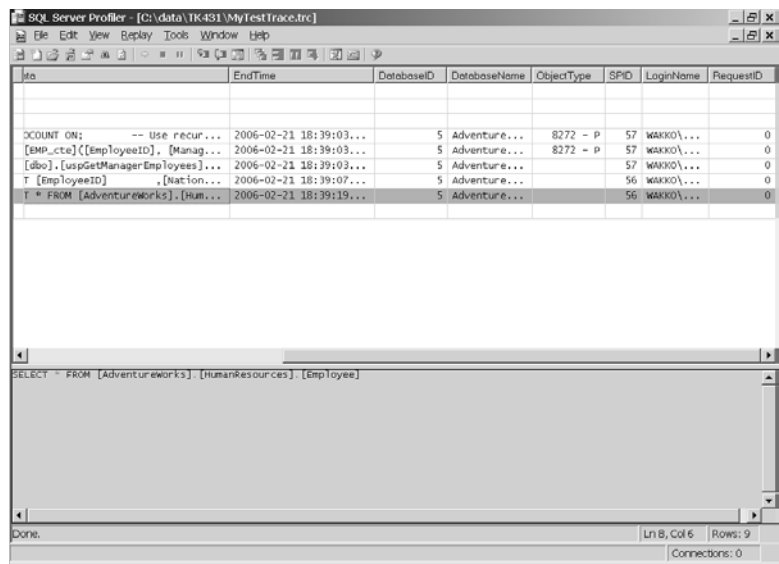 SQL Server Profiler - [C:\data\TK431\MyTestTrace.trc]
File Edit View Replay Tools Window Help
ata EndTime DatabaseID DatabaseName ObjectType SPID LoginName RequestID
OCOUNT ON; -- Use recur... 2006-02-21 18:39:03... 5 Adventure... 8272 - P 57 WAKKO\... 0
[EMP_cte]([EmployeeID], [Manag... 2006-02-21 18:39:03... 5 Adventure... 8272 - P 57 WAKKO\... 0
[dbo].[uspGetManagerEmployees]... 2006-02-21 18:39:03... 5 Adventure... 57 WAKKO\... 0
T [EmployeeID] ,[Nation... 2006-02-21 18:39:07... 5 Adventure... 56 WAKKO\... 0
T * FROM [AdventureWorks].[Hum... 2006-02-21 18:39:19... 5 Adventure... 56 WAKKO\... 0
SELECT * FROM [AdventureWorks].[HumanResources].[Employee]
Done. Ln 8, Col 6 Rows: 9
Connections: 0